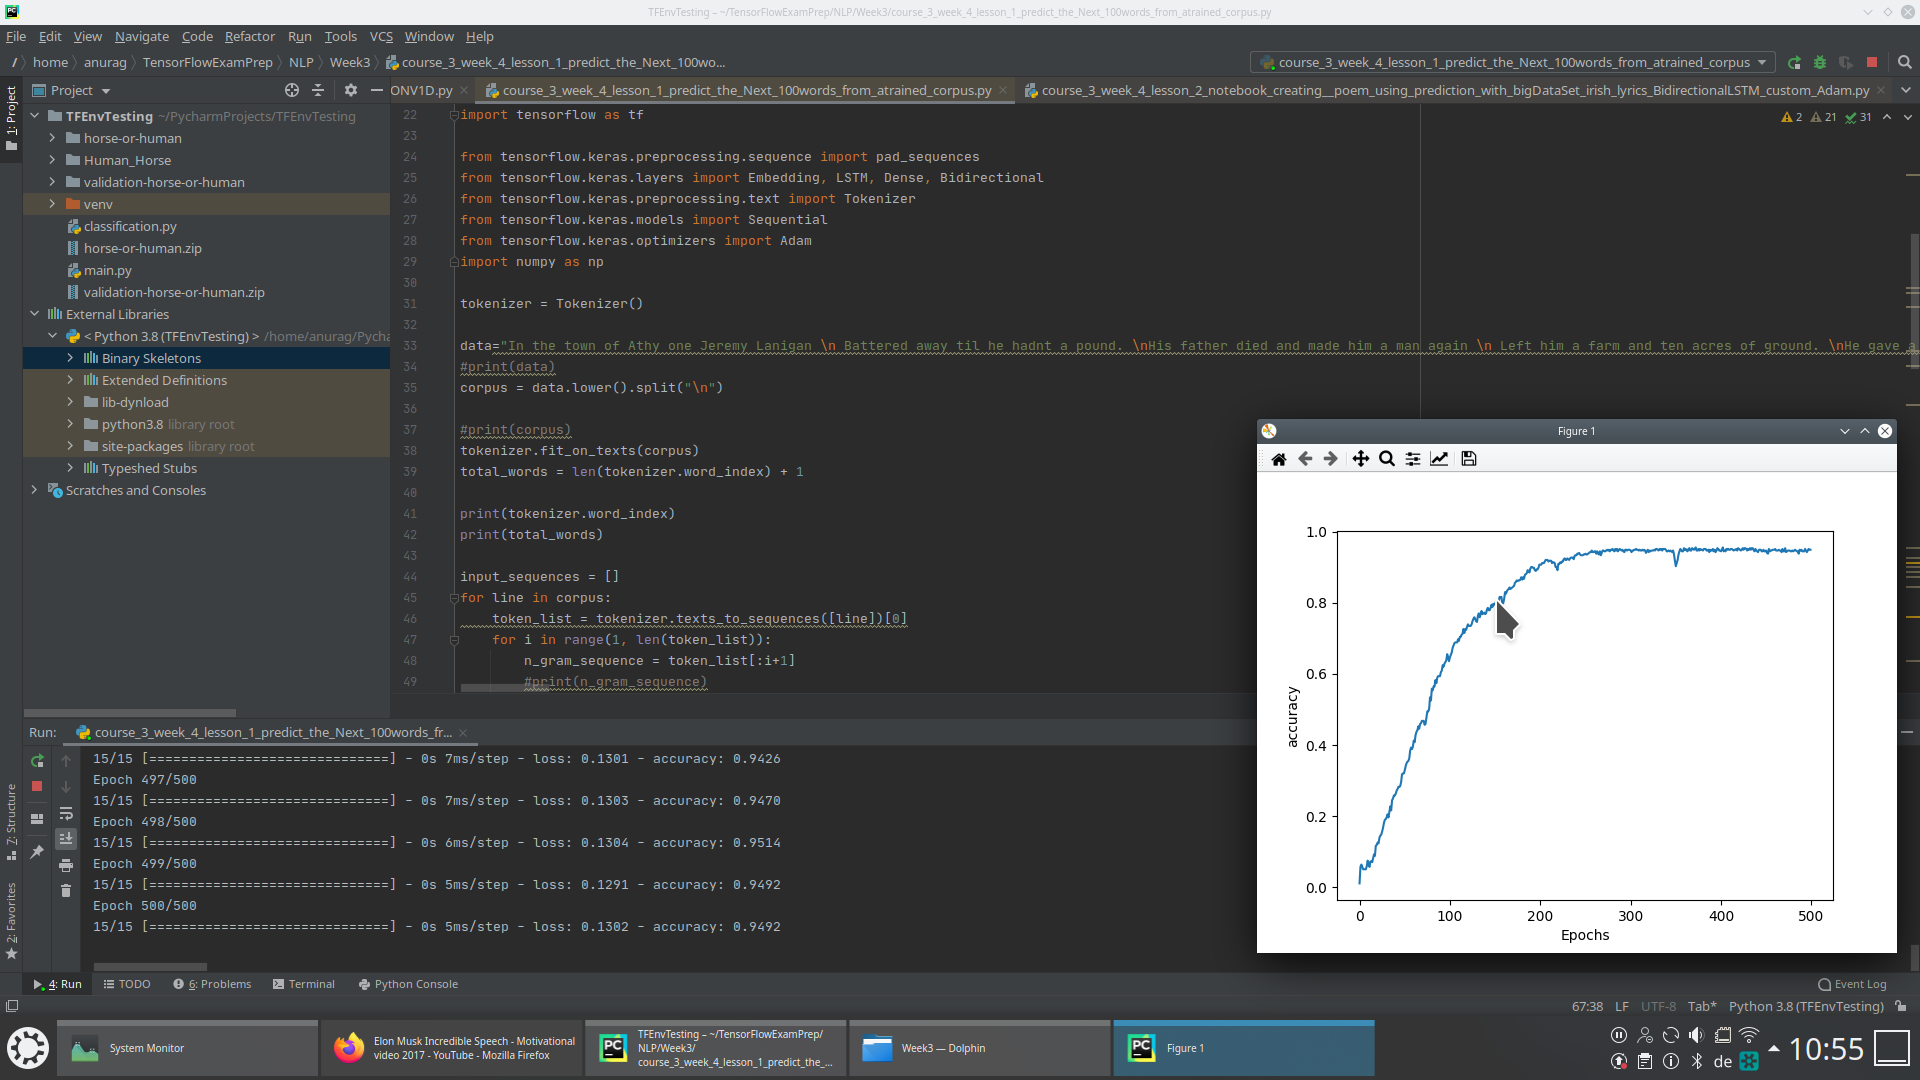 TFEnvTesting – ~/TensorFlowExamPrep/NLP/Week3/course_3_week_4_lesson_1_predict_the_Next_100words_from_atrained_corpus.py
File Edit View Navigate Code Refactor Run Tools VCS Window Help
/ home anurag TensorFlowExamPrep NLP Week3 course_3_week_4_lesson_1_predict_the_Next_100wo...
course_3_week_4_lesson_1_predict_the_Next_100words_from_atrained_corpus
Project
ONV1D.py
course_3_week_4_lesson_1_predict_the_Next_100words_from_atrained_corpus.py
course_3_week_4_lesson_2_notebook_creating__poem_using_prediction_with_bigDataSet_irish_lyrics_BidirectionalLSTM_custom_Adam.py
1: Project
TFEnvTesting ~/PycharmProjects/TFEnvTesting
horse-or-human
Human_Horse
validation-horse-or-human
venv
classification.py
horse-or-human.zip
main.py
validation-horse-or-human.zip
External Libraries
< Python 3.8 (TFEnvTesting) > /home/anurag/Pycha
Binary Skeletons
Extended Definitions
lib-dynload
python3.8 library root
site-packages library root
Typeshed Stubs
Scratches and Consoles
2 21 31
22 import tensorflow as tf
23
24 from tensorflow.keras.preprocessing.sequence import pad_sequences
25 from tensorflow.keras.layers import Embedding, LSTM, Dense, Bidirectional
26 from tensorflow.keras.preprocessing.text import Tokenizer
27 from tensorflow.keras.models import Sequential
28 from tensorflow.keras.optimizers import Adam
29 import numpy as np
30
31 tokenizer = Tokenizer()
32
33 data="In the town of Athy one Jeremy Lanigan \n Battered away til he hadnt a pound. \nHis father died and made him a man again \n Left him a farm and ten acres of ground. \nHe gave a
34 #print(data)
35 corpus = data.lower().split("\n")
36
37 #print(corpus)
38 tokenizer.fit_on_texts(corpus)
39 total_words = len(tokenizer.word_index) + 1
40
41 print(tokenizer.word_index)
42 print(total_words)
43
44 input_sequences = []
45 for line in corpus:
46 token_list = tokenizer.texts_to_sequences([line])[0]
47 for i in range(1, len(token_list)):
48 n_gram_sequence = token_list[:i+1]
49 #print(n_gram_sequence)
Figure 1
1.0
0.8
0.6
0.4
0.2
0.0
accuracy
0 100 200 300 400 500
Epochs
Run: course_3_week_4_lesson_1_predict_the_Next_100words_fr...
15/15 [==============================] - 0s 7ms/step - loss: 0.1301 - accuracy: 0.9426
Epoch 497/500
15/15 [==============================] - 0s 7ms/step - loss: 0.1303 - accuracy: 0.9470
Epoch 498/500
15/15 [==============================] - 0s 6ms/step - loss: 0.1304 - accuracy: 0.9514
Epoch 499/500
15/15 [==============================] - 0s 5ms/step - loss: 0.1291 - accuracy: 0.9492
Epoch 500/500
15/15 [==============================] - 0s 5ms/step - loss: 0.1302 - accuracy: 0.9492
7: Structure
2: Favorites
4: Run TODO 6: Problems Terminal Python Console Event Log
67:38 LF UTF-8 Tab* Python 3.8 (TFEnvTesting)
System Monitor
Elon Musk Incredible Speech - Motivational
video 2017 - YouTube - Mozilla Firefox
TFEnvTesting – ~/TensorFlowExamPrep/
NLP/Week3/
course_3_week_4_lesson_1_predict_the_...
Week3 — Dolphin
Figure 1
de
10:55